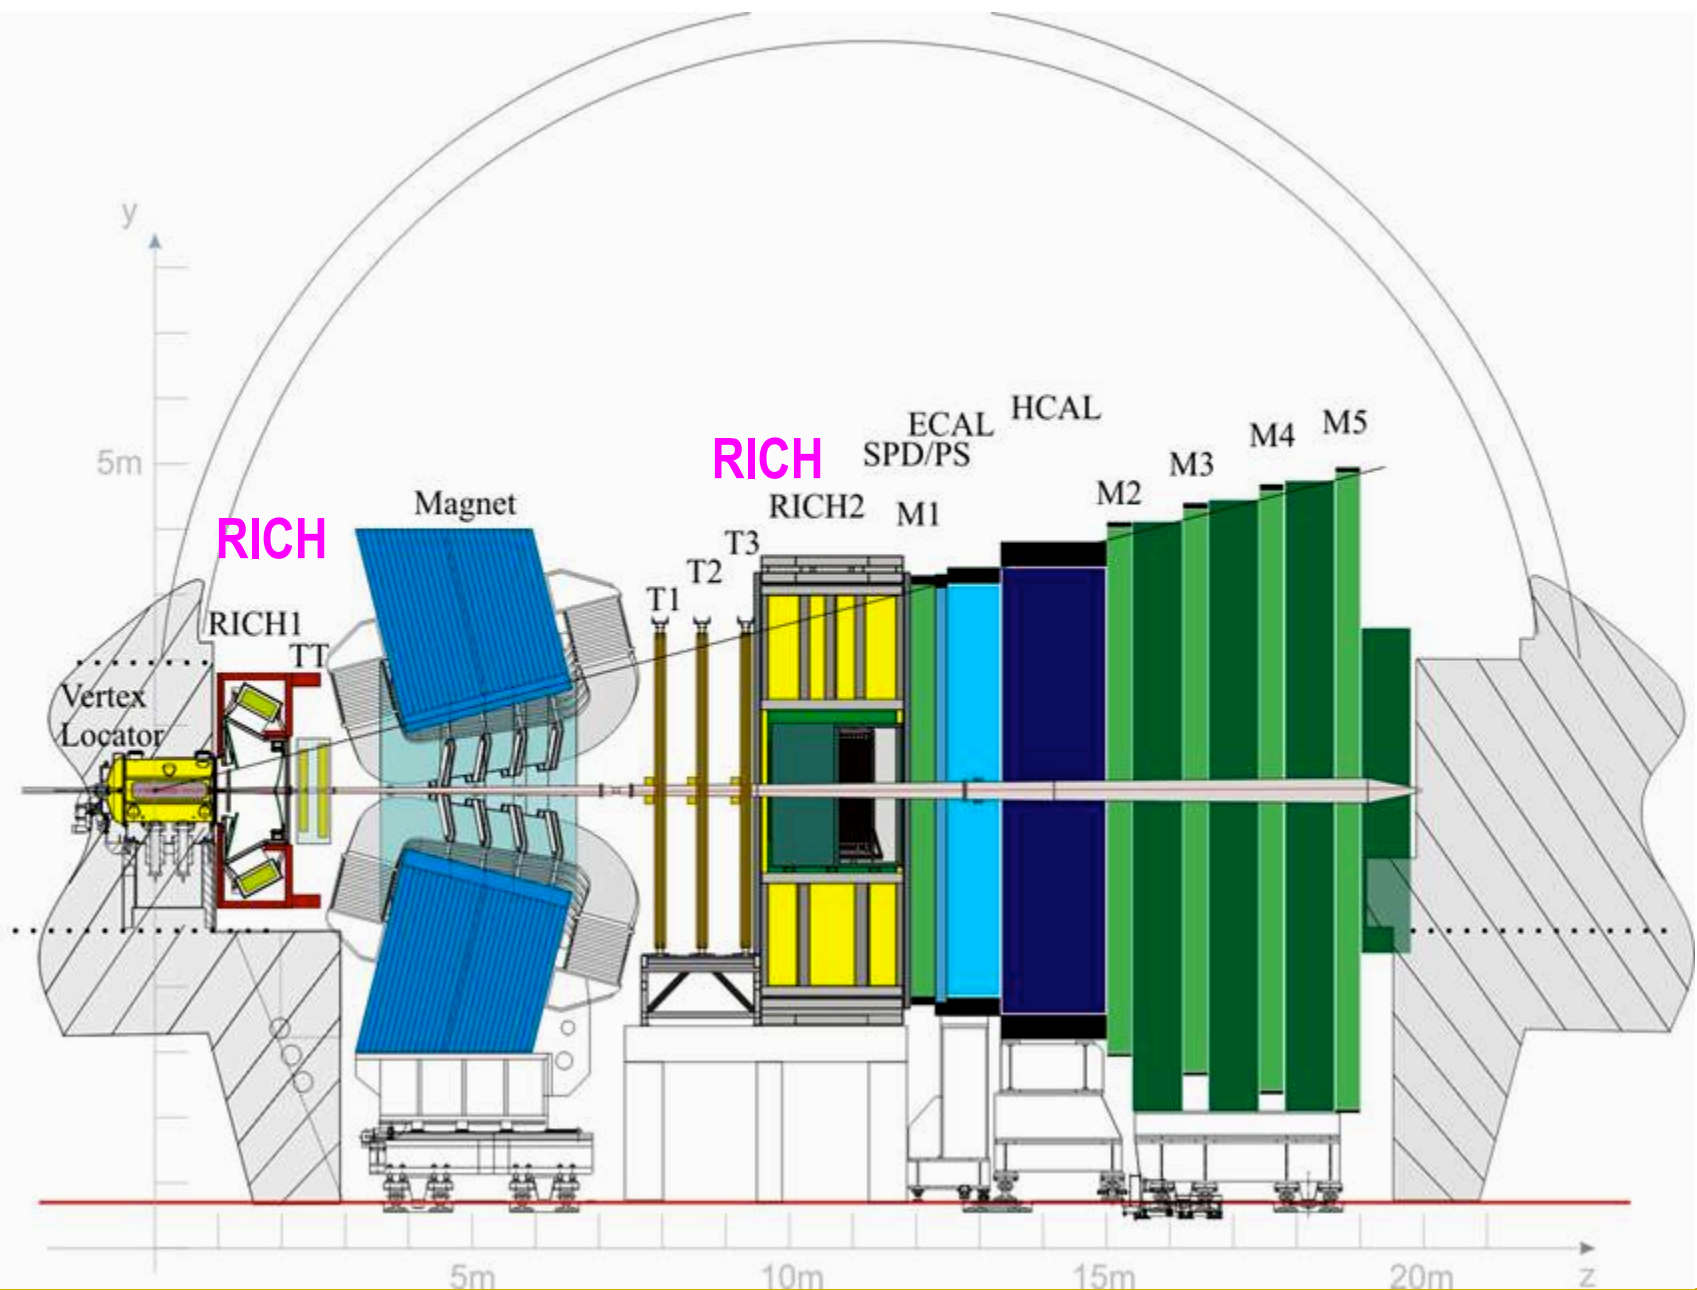 y
5m
HCAL
ECAL
SPD/PS
M5
M4
M3
M2
RICH
RICH2
M1
Magnet
RICH
T3
T2
T1
RICH1
TT
Vertex
Locator
5m
10m
15m
20m
z